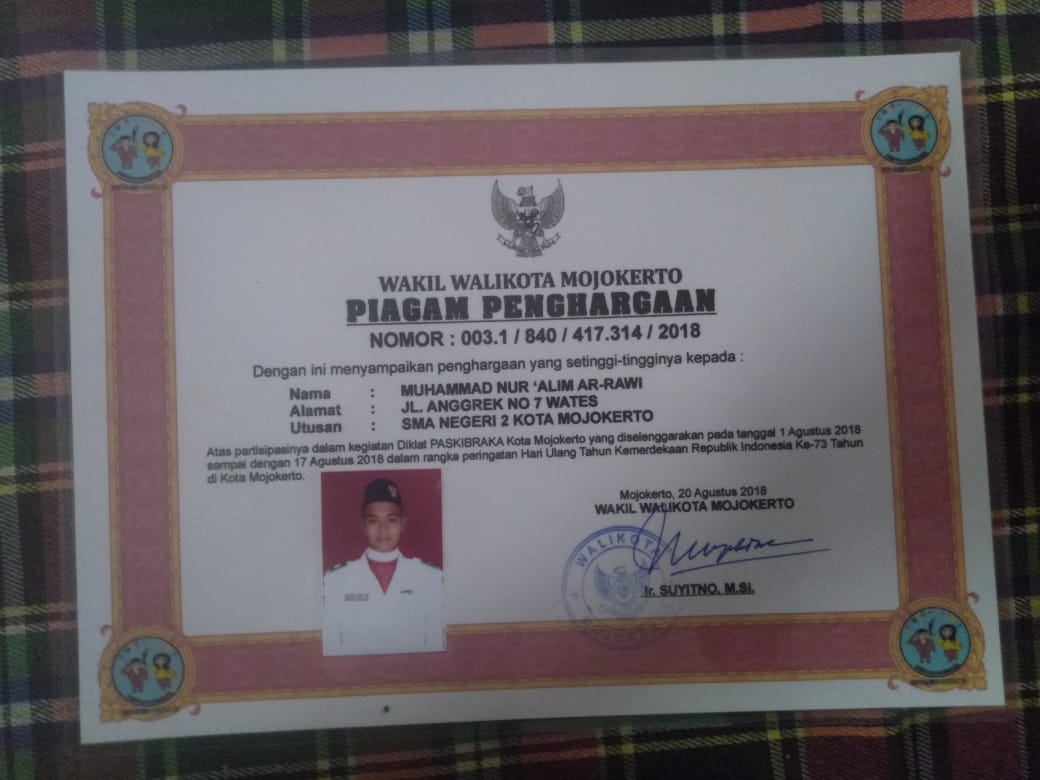 WAKIL WALIKOTA MOJOKERTO
PIAGAM PENGHARGAAN
NOMOR : 003.1 / 840 / 417.314 / 2018
Dengan ini menyampaikan penghargaan yang setinggi-tingginya kepada :
Nama : MUHAMMAD NUR ‘ALIM AR-RAWI
Alamat : JL. ANGGREK NO 7 WATES
Utusan : SMA NEGERI 2 KOTA MOJOKERTO
Atas partisipasinya dalam kegiatan Diklat PASKIBRAKA Kota Mojokerto yang diselenggarakan pada tanggal 1 Agustus 2018
sampai dengan 17 Agustus 2018 dalam rangka peringatan Hari Ulang Tahun Kemerdekaan Republik Indonesia Ke-73 Tahun
di Kota Mojokerto.
Mojokerto, 20 Agustus 2018
WAKIL WALIKOTA MOJOKERTO
WALIKOTA
MOJOKERTO
Ir. SUYITNO, M.Si.